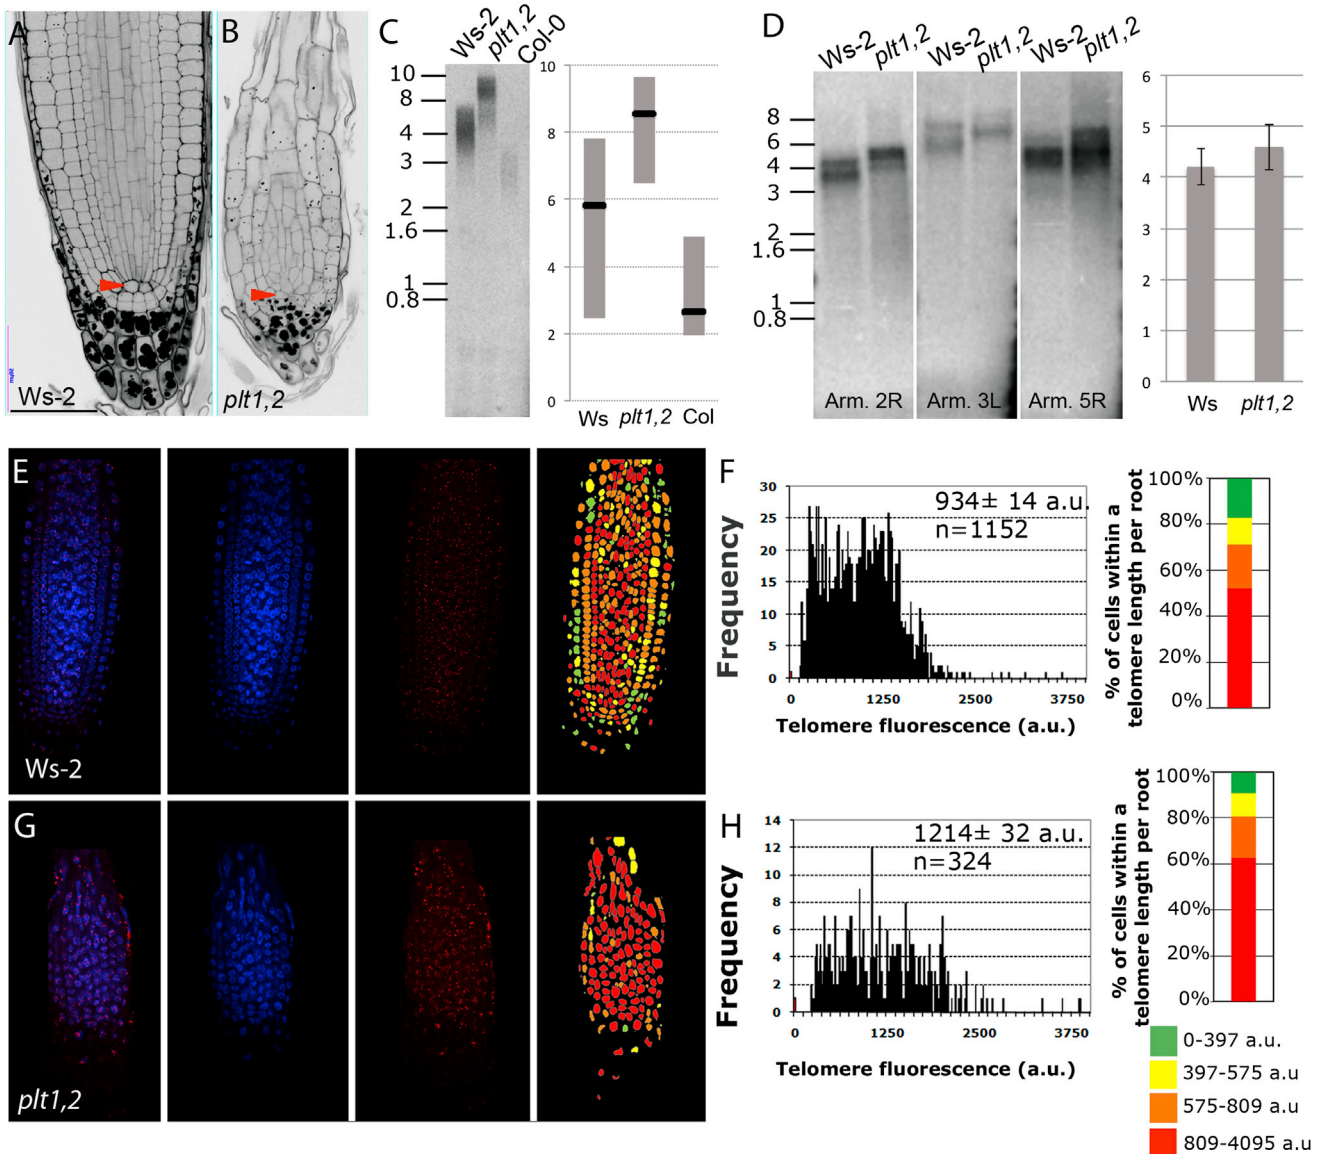 A
Ws-2
B
plt1,2
C
Ws-2
plt1,2
Col-0
10
8
4
3
2
1.6
1
0.8
10
8
6
4
2
0
Ws plt1,2 Col
D
Ws-2
plt1,2
Ws-2
plt1,2
Ws-2
plt1,2
8
6
4
3
2
1.6
1
0.8
Arm. 2R
Arm. 3L
Arm. 5R
6
5
4
3
2
1
0
Ws plt1,2
E
Ws-2
F
Frequency
30
25
20
15
10
5
0
934± 14 a.u.
n=1152
0 1250 2500 3750
Telomere fluorescence (a.u.)
% of cells within a
telomere length per root
100%
80%
60%
40%
20%
0%
G
plt1,2
H
Frequency
14
12
10
8
6
4
2
0
1214± 32 a.u.
n=324
0 1250 2500 3750
Telomere fluorescence (a.u.)
% of cells within a
telomere length per root
100%
80%
60%
40%
20%
0%
0-397 a.u.
397-575 a.u
575-809 a.u
809-4095 a.u